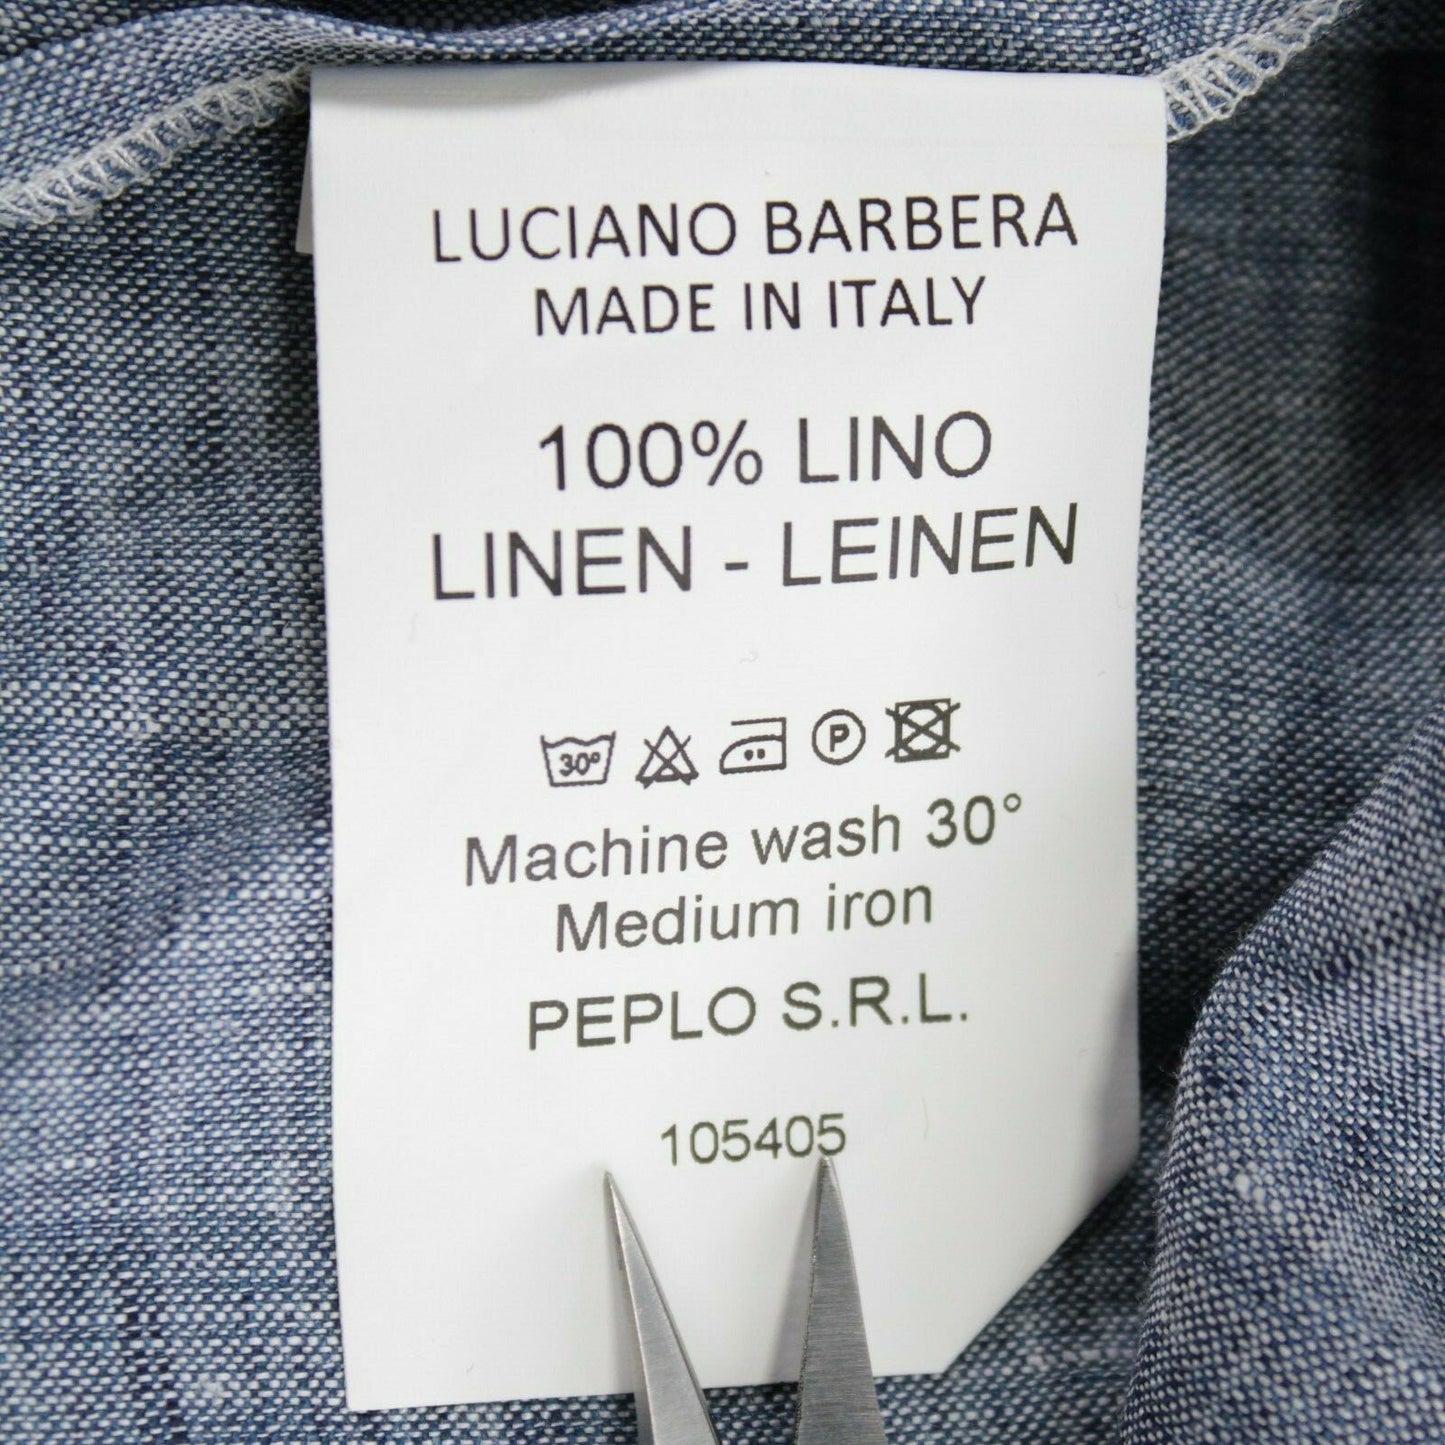 LUCIANO BARBERA
MADE IN ITALY
100% LINO
LINEN - LEINEN
30° P
Machine wash 30°
Medium iron
PEPLO S.R.L.
105405